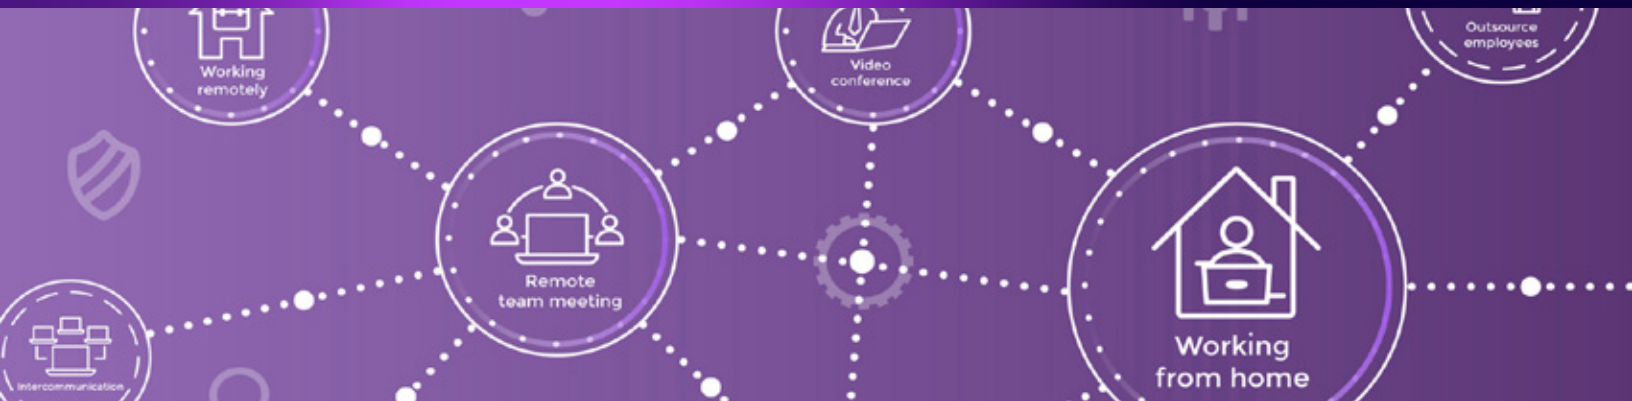 Working
remotely
Video
conference
Outsource
employees
Remote
team meeting
Working
from home
Intercommunication